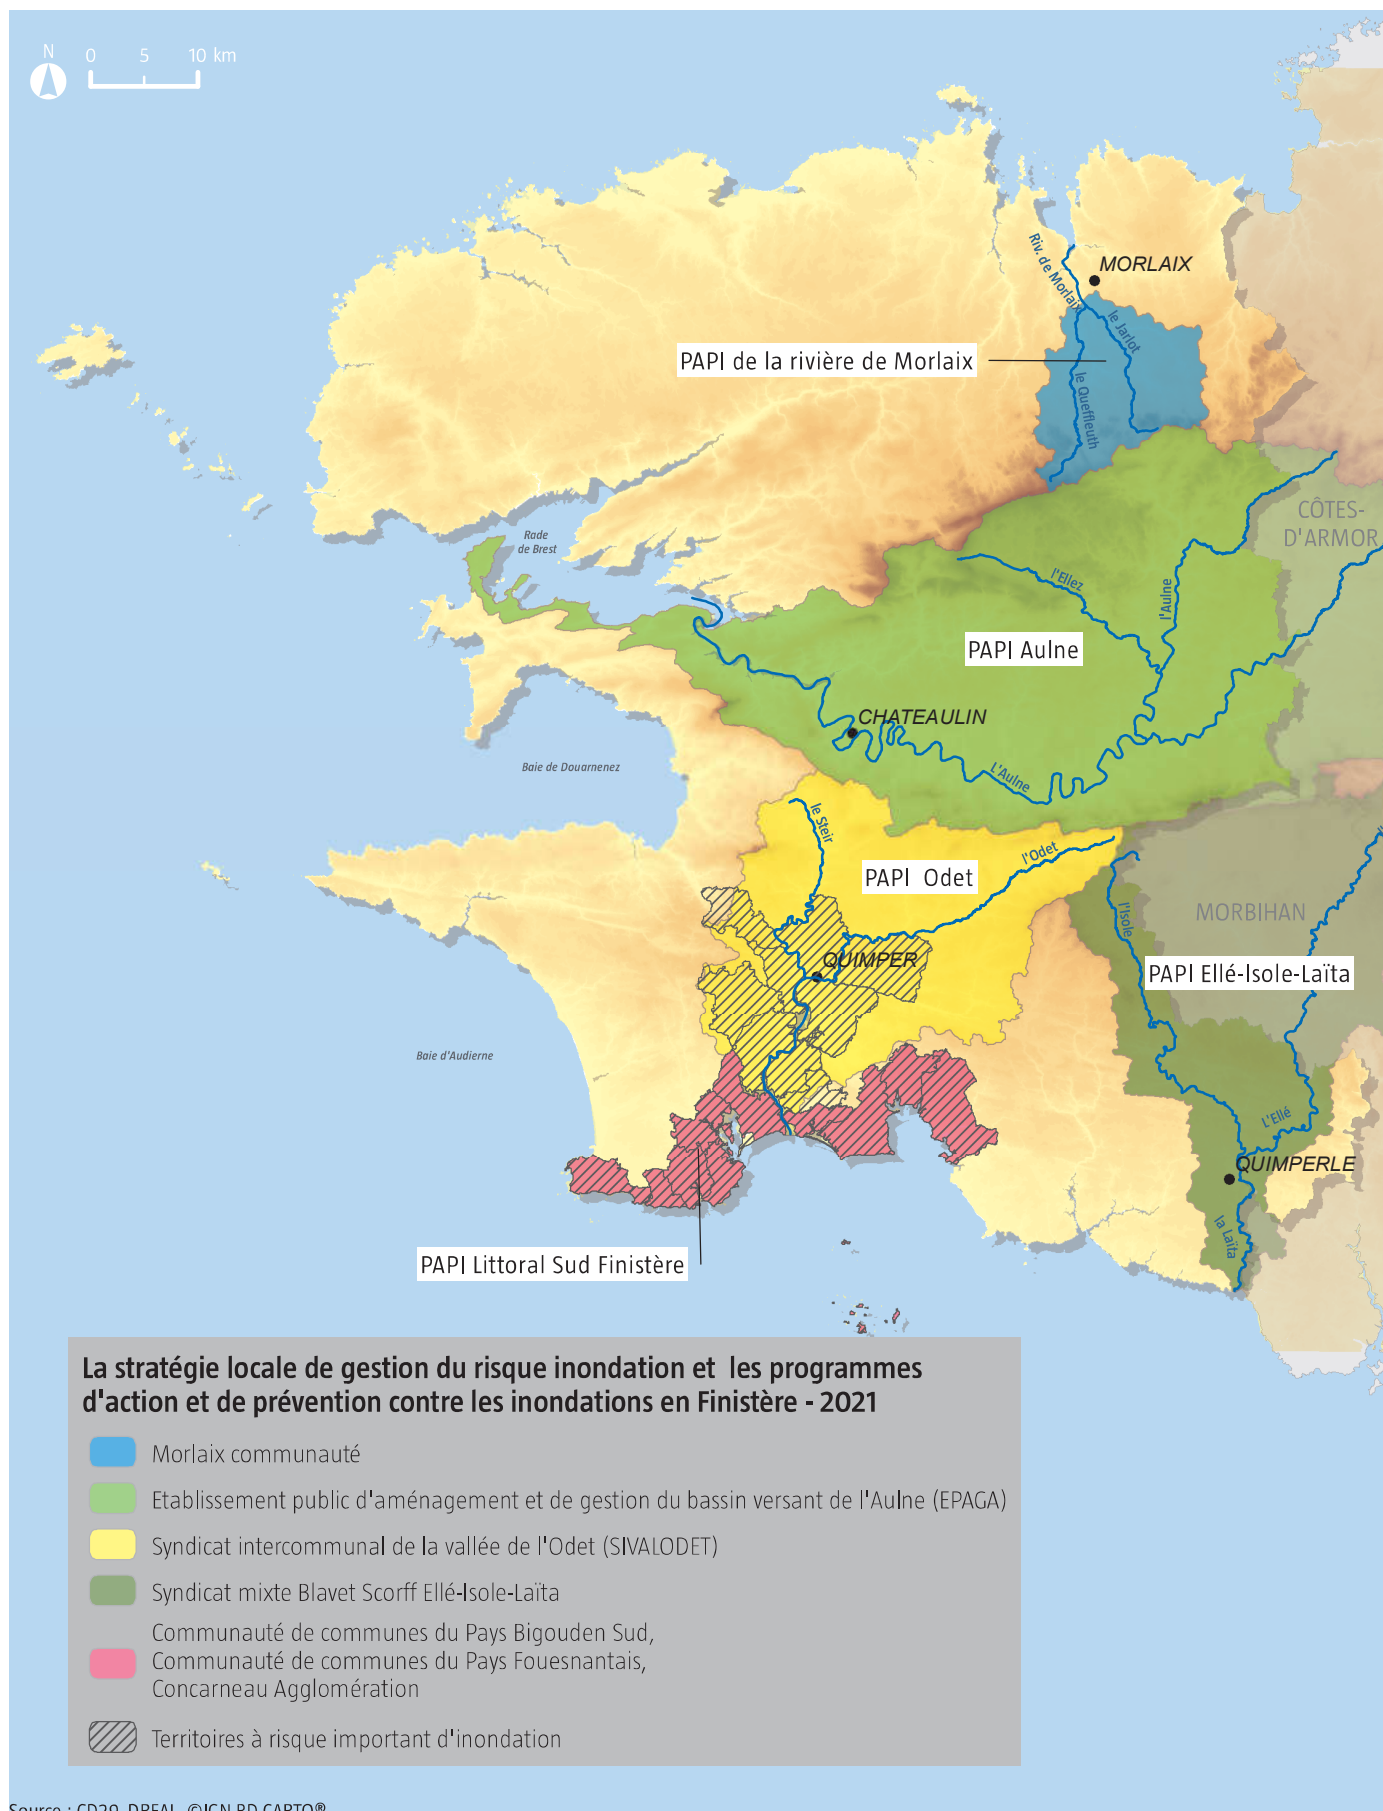 N
0 5 10 km
MORLAIX
Riv. de Morlaix
le Jarlot
PAPI de la rivière de Morlaix
le Queffleuth
CÔTES-
D'ARMOR
Rade
de Brest
l'Ellez
l'Aulne
PAPI Aulne
CHATEAULIN
Baie de Douarnenez
L'Aulne
le Steir
l'Odet
PAPI Odet
l'Isole
MORBIHAN
QUIMPER
PAPI Ellé-Isole-Laïta
Baie d'Audierne
L'Ellé
QUIMPERLE
la Laïta
PAPI Littoral Sud Finistère
La stratégie locale de gestion du risque inondation et les programmes
d'action et de prévention contre les inondations en Finistère - 2021
Morlaix communauté
Etablissement public d'aménagement et de gestion du bassin versant de l'Aulne (EPAGA)
Syndicat intercommunal de la vallée de l'Odet (SIVALODET)
Syndicat mixte Blavet Scorff Ellé-Isole-Laïta
Communauté de communes du Pays Bigouden Sud,
Communauté de communes du Pays Fouesnantais,
Concarneau Agglomération
Territoires à risque important d'inondation
Source : CD29, DREAL, ©IGN BD CARTO®